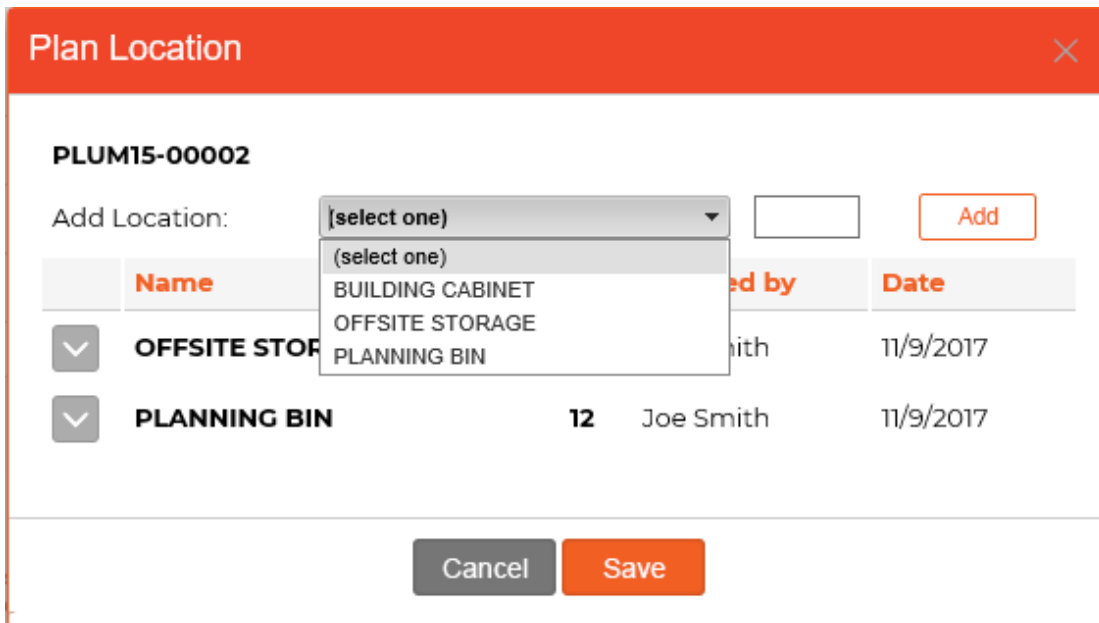 Plan Location
PLUM15-00002
Add Location: (select one) Add
(select one)
BUILDING CABINET
OFFSITE STORAGE
PLANNING BIN
Name ed by Date
OFFSITE STOR ith 11/9/2017
PLANNING BIN 12 Joe Smith 11/9/2017
Cancel Save